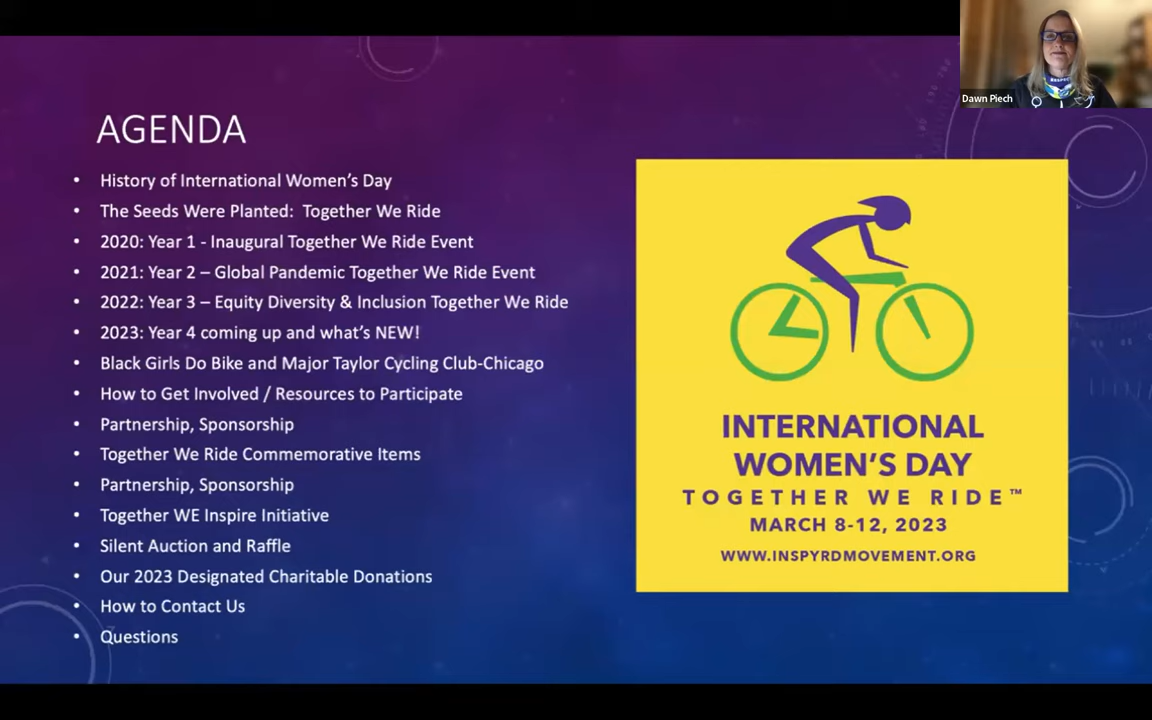 Dawn Piech
AGENDA
• History of International Women's Day
• The Seeds Were Planted:  Together We Ride
• 2020: Year 1 - Inaugural Together We Ride Event
• 2021: Year 2 – Global Pandemic Together We Ride Event
• 2022: Year 3 – Equity Diversity & Inclusion Together We Ride
• 2023: Year 4 coming up and what's NEW!
• Black Girls Do Bike and Major Taylor Cycling Club-Chicago
• How to Get Involved / Resources to Participate
• Partnership, Sponsorship
• Together We Ride Commemorative Items
• Partnership, Sponsorship
• Together WE Inspire Initiative
• Silent Auction and Raffle
• Our 2023 Designated Charitable Donations
• How to Contact Us
• Questions
INTERNATIONAL
WOMEN'S DAY
TOGETHER WE RIDE™
MARCH 8-12, 2023
WWW.INSPYRDMOVEMENT.ORG